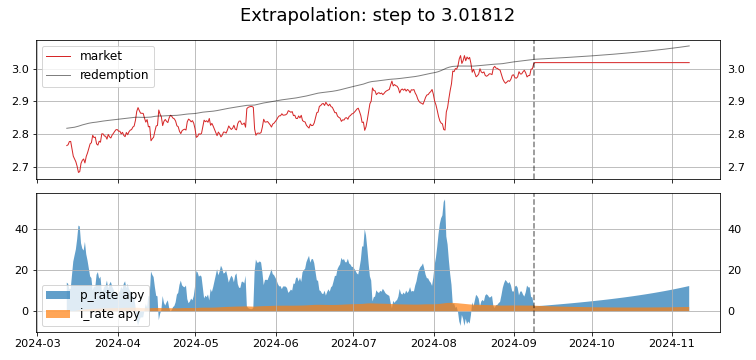 Extrapolation: step to 3.01812
market
redemption
3.0 3.0
2.9 2.9
2.8 2.8
2.7 2.7
40 40
20 20
p_rate apy
0 0
i_rate apy
2024-03 2024-04 2024-05 2024-06 2024-07 2024-08 2024-09 2024-10 2024-11